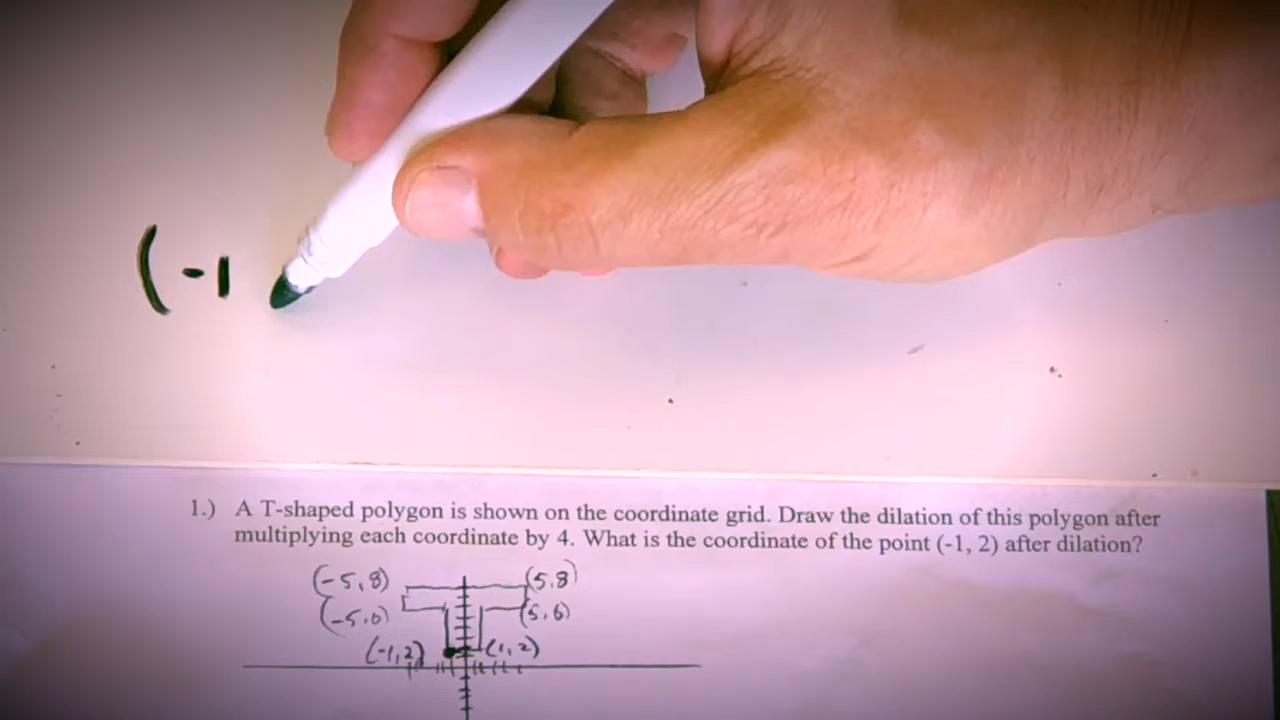 (-1
1.) A T-shaped polygon is shown on the coordinate grid. Draw the dilation of this polygon after
multiplying each coordinate by 4. What is the coordinate of the point (-1, 2) after dilation?
(-5,8) (5,8)
(-5,6) (5,6)
(-1,2) (1,2)